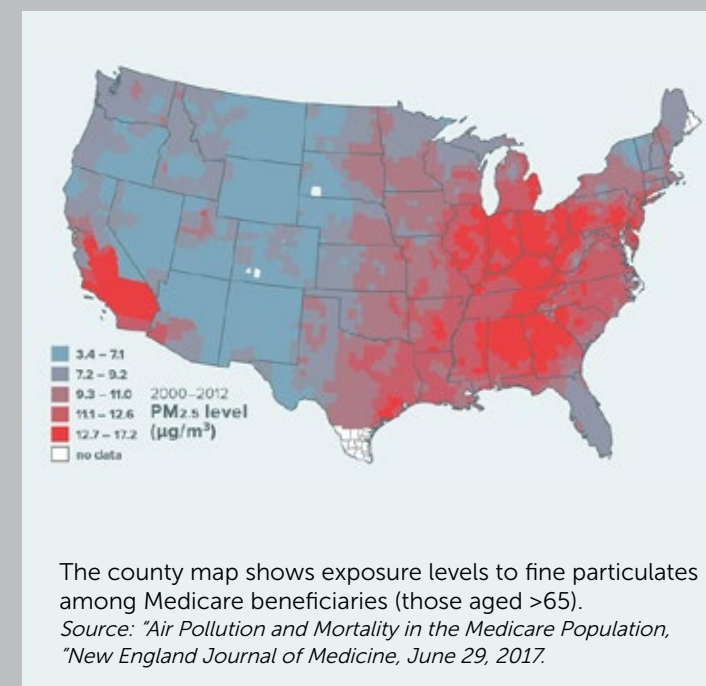 3.4 – 7.1
7.2 – 9.2
9.3 – 11.0
11.1 – 12.6
12.7 – 17.2
no data
2000–2012
PM2.5 level
(µg/m³)
The county map shows exposure levels to fine particulates
among Medicare beneficiaries (those aged >65).
Source: "Air Pollution and Mortality in the Medicare Population,
"New England Journal of Medicine, June 29, 2017.